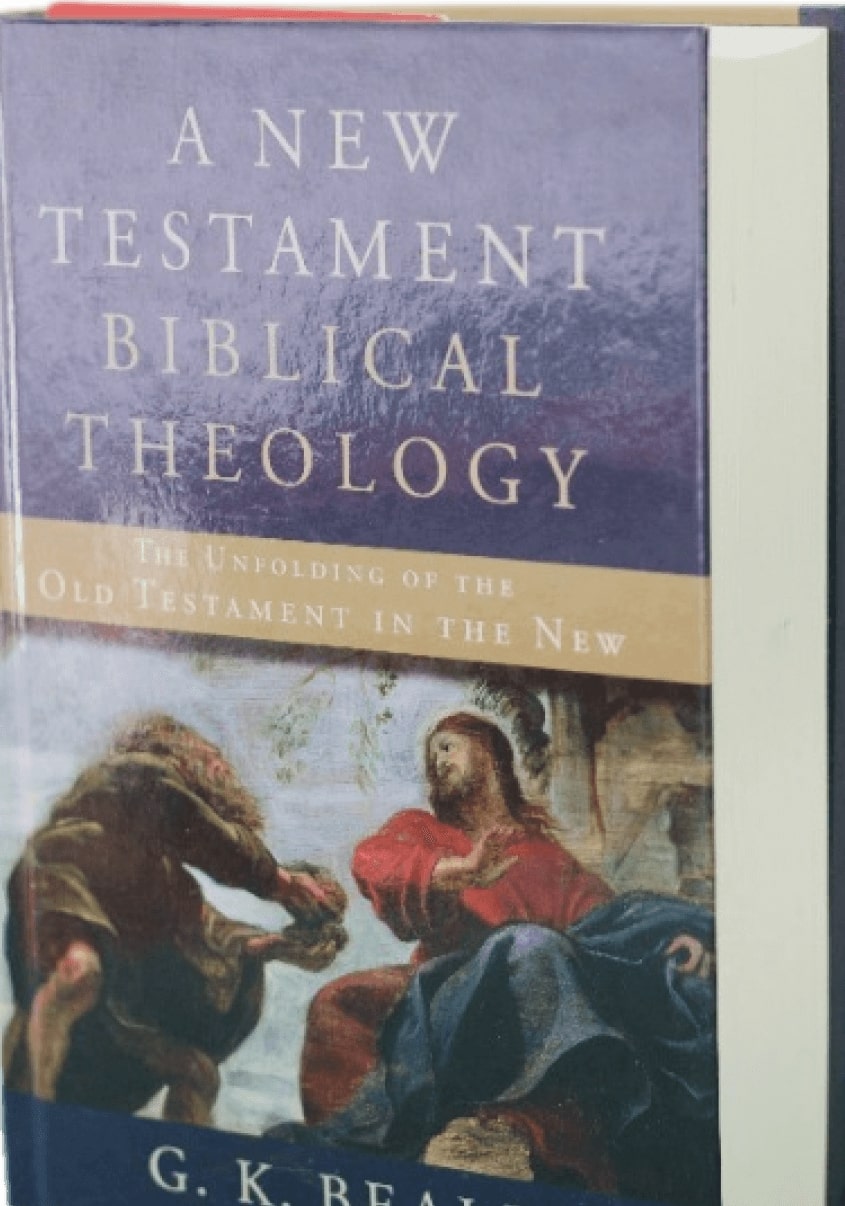 A NEW
TESTAMENT
BIBLICAL
THEOLOGY
THE UNFOLDING OF THE
OLD TESTAMENT IN THE NEW
G. K.